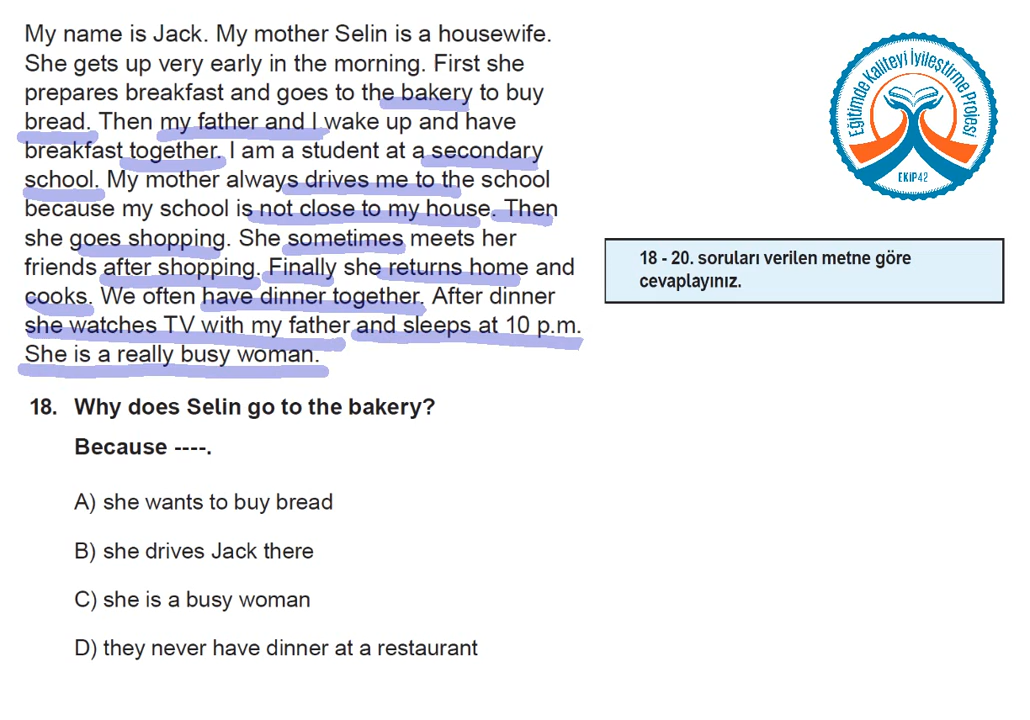 My name is Jack. My mother Selin is a housewife.
She gets up very early in the morning. First she
prepares breakfast and goes to the bakery to buy
bread. Then my father and I wake up and have
breakfast together. I am a student at a secondary
school. My mother always drives me to the school
because my school is not close to my house. Then
she goes shopping. She sometimes meets her
friends after shopping. Finally she returns home and
cooks. We often have dinner together. After dinner
she watches TV with my father and sleeps at 10 p.m.
She is a really busy woman.
Eğitimde Kaliteyi İyileştirme Projesi
EKİP42
18 - 20. soruları verilen metne göre
cevaplayınız.
18. Why does Selin go to the bakery?
Because ----.
A) she wants to buy bread
B) she drives Jack there
C) she is a busy woman
D) they never have dinner at a restaurant